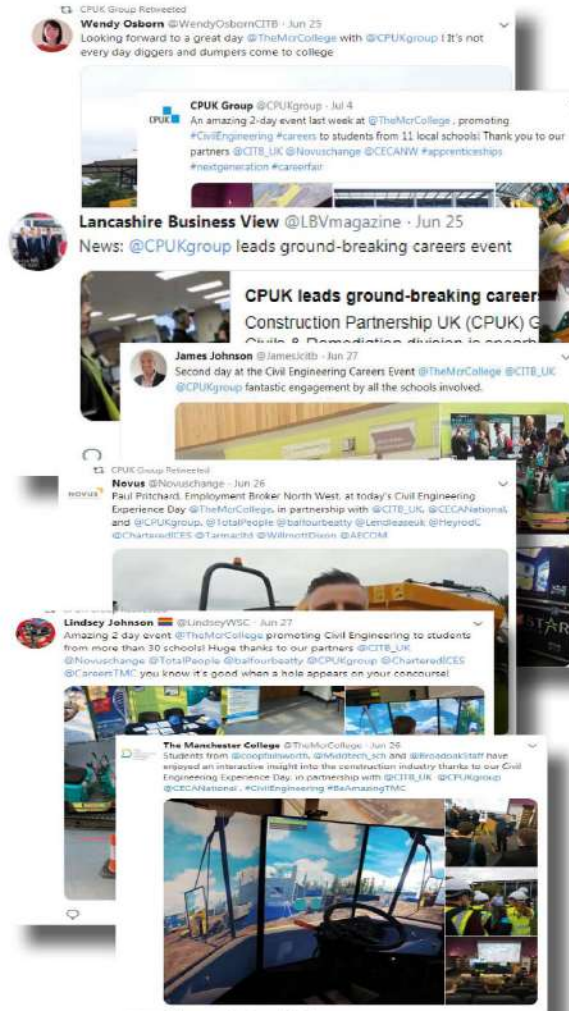 CPUK Group Retweeted
Wendy Osborn @WendyOsbornCITB · Jun 25
Looking forward to a great day @TheMcrCollege with @CPUKgroup ! It's not
every day diggers and dumpers come to college
CPUK
CPUK Group @CPUKgroup · Jul 4
An amazing 2-day event last week at @TheMcrCollege , promoting
#CivilEngineering #careers to students from 11 local schools! Thank you to our
partners @CITB_UK @Novuschange @CECANW #apprenticeships
#nextgeneration #careerfair
Lancashire Business View @LBVmagazine · Jun 25
News: @CPUKgroup leads ground-breaking careers event
CPUK leads ground-breaking career
Construction Partnership UK (CPUK) G
Civils & Remediation division is
James Johnson @JamesJcitb · Jun 27
Second day at the Civil Engineering Careers Event @TheMcrCollege @CITB_UK
@CPUKgroup fantastic engagement by all the schools involved.
CPUK Group Retweeted
NOVUS
Novus @Novuschange · Jun 26
Paul Pritchard, Employment Broker North West, at today's Civil Engineering
Experience Day @TheMcrCollege, in partnership with @CITB_UK, @CECANational,
and @CPUKgroup, @TotalPeople @balfourbeatty @Lendleaseuk @HeyrodC
@CharteredICES @Tarmacltd @WillmottDixon @AECOM
STAR
Lindsey Johnson @LindseyWSC · Jun 27
Amazing 2 day event @TheMcrCollege promoting Civil Engineering to students
from more than 30 schools! Huge thanks to our partners @CITB_UK
@Novuschange @TotalPeople @balfourbeatty @CPUKgroup @CharteredICES
@CareersTMC you know it's good when a hole appears on your concourse!
The Manchester College @TheMcrCollege · Jun 26
Students from @coopfailsworth, @Middtech_sch and @BroadoakStaff have
enjoyed an interactive insight into the construction industry thanks to our Civil
Engineering Experience Day, in partnership with @CITB_UK @CPUKgroup
@CECANational , #CivilEngineering #BeAmazingTMC